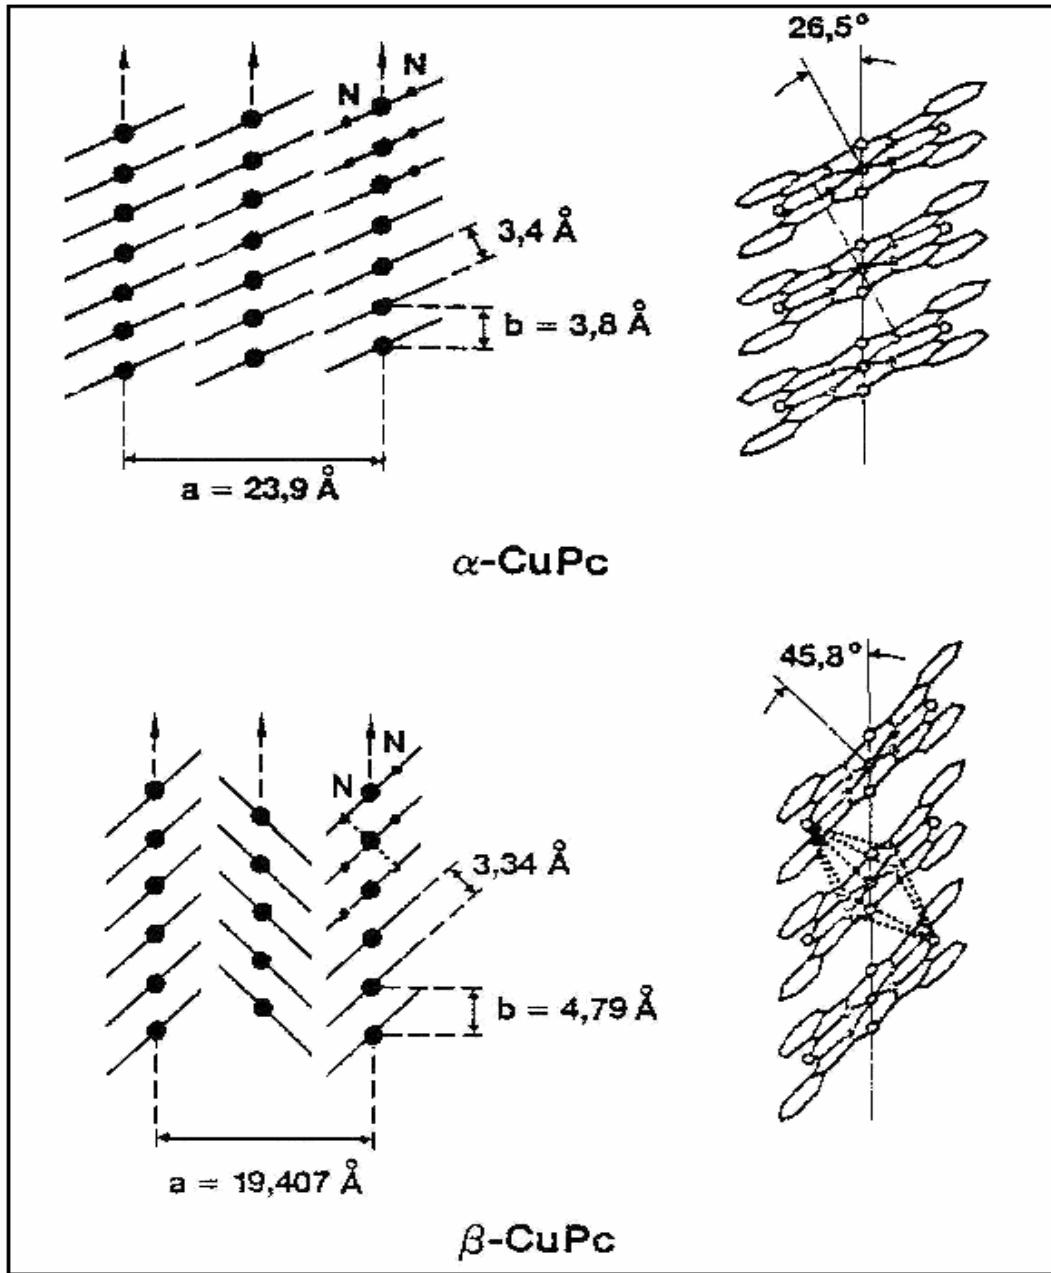 26,5°
N
N
3,4 Å
b = 3,8 Å
a = 23,9 Å
α-CuPc
45,8°
N
N
3,34 Å
b = 4,79 Å
a = 19,407 Å
β-CuPc